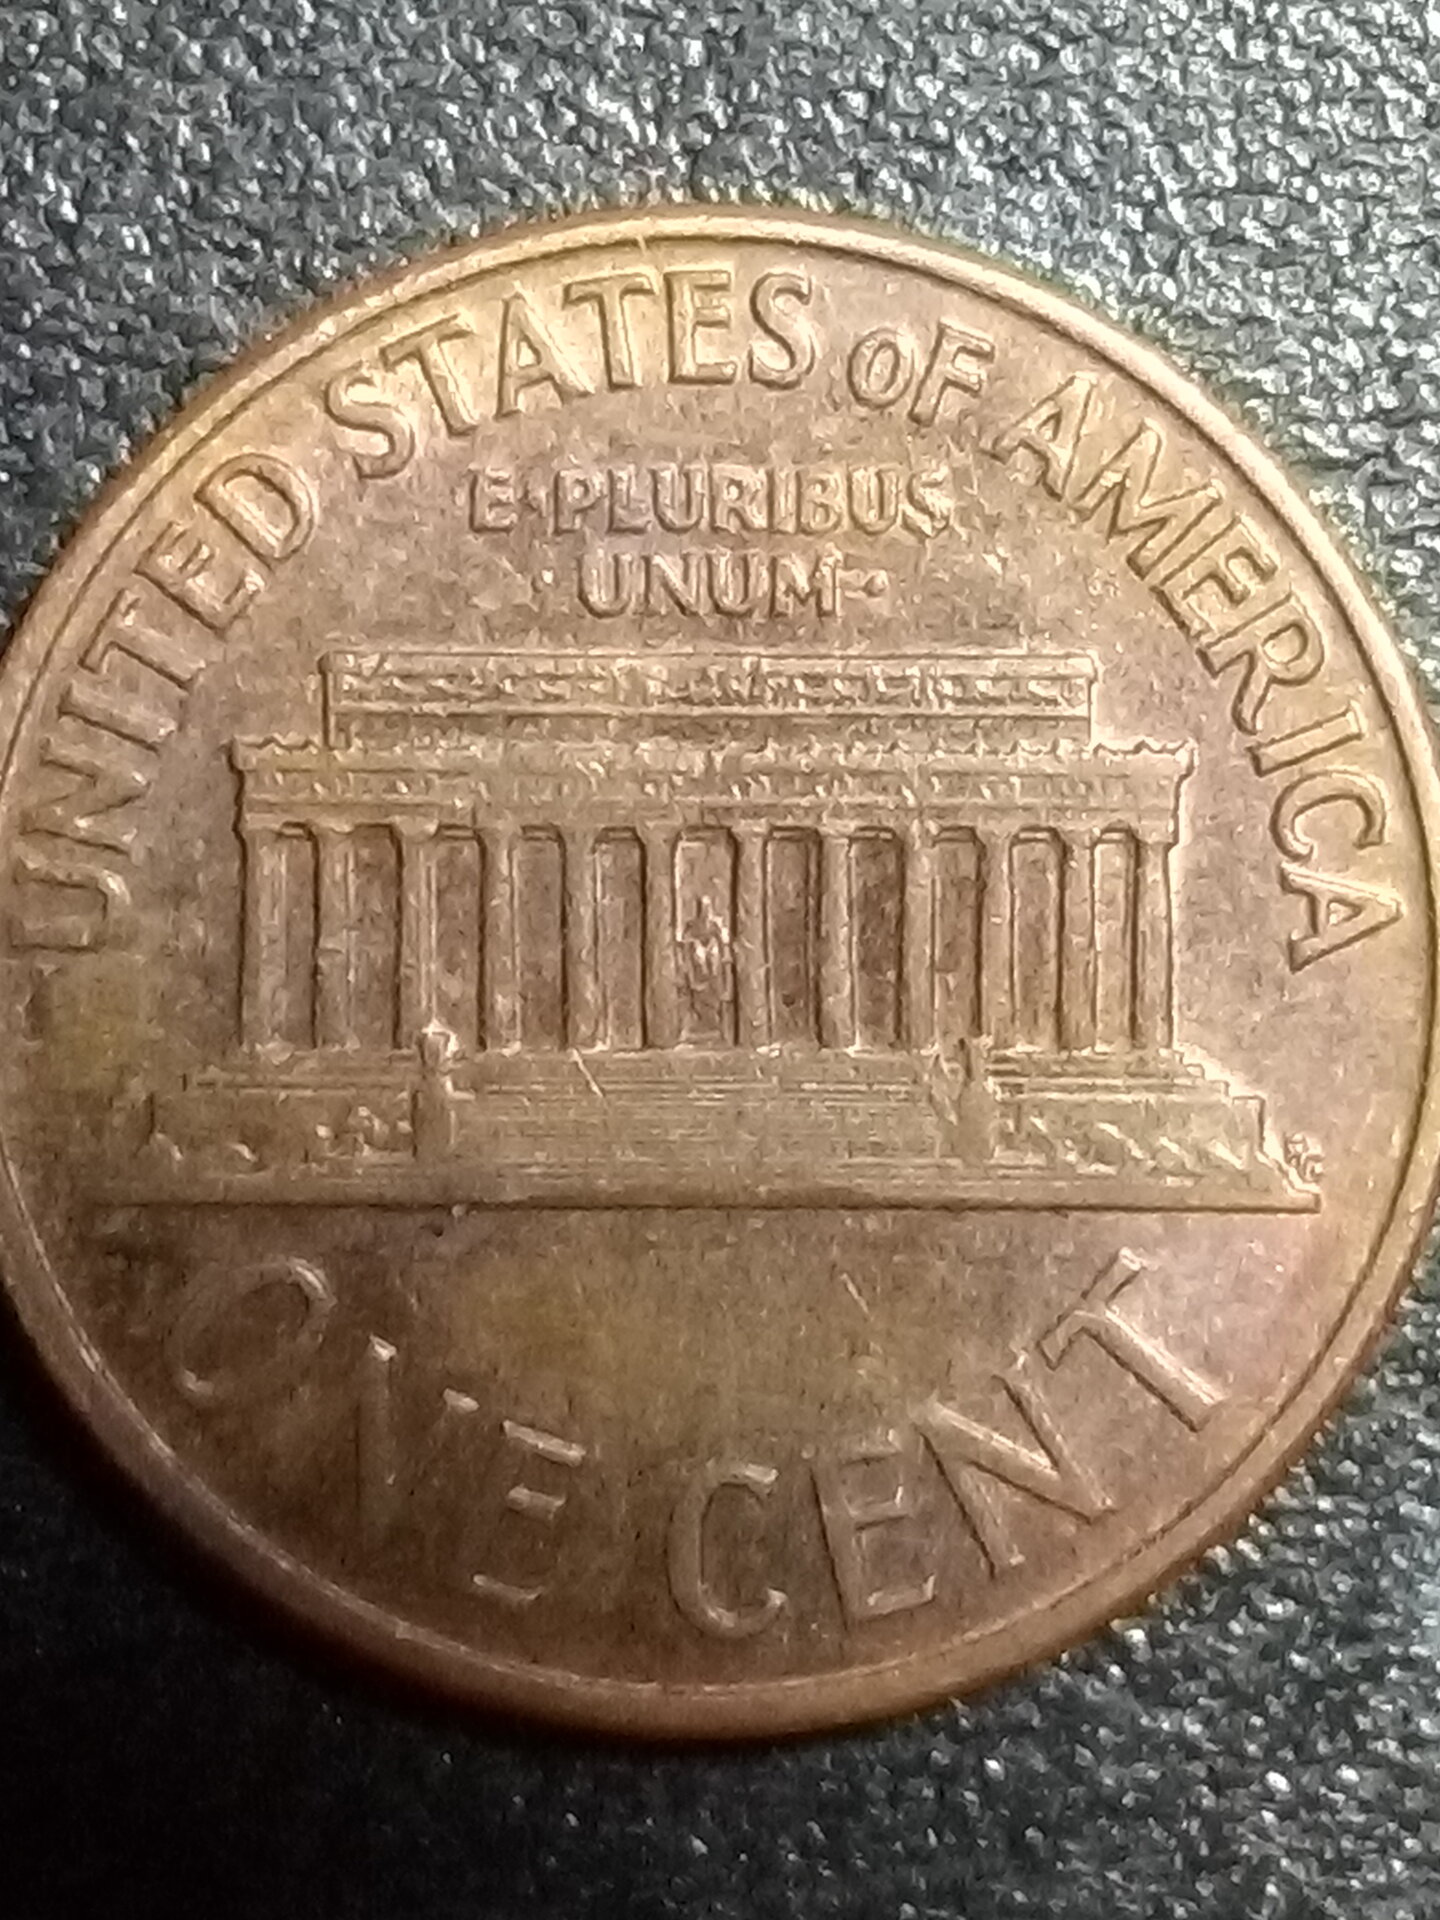 UNITED STATES OF AMERICA
E·PLURIBUS
·UNUM·
ONE CENT